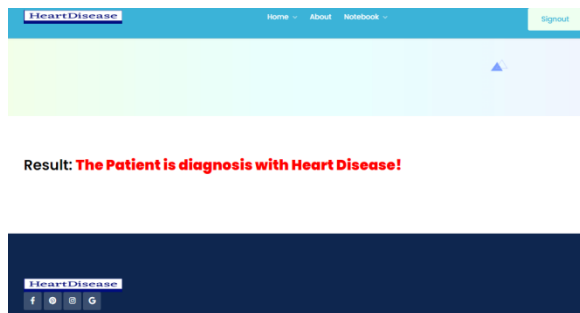 HeartDisease
Home About Notebook
Signout
Result: The Patient is diagnosis with Heart Disease!
HeartDisease